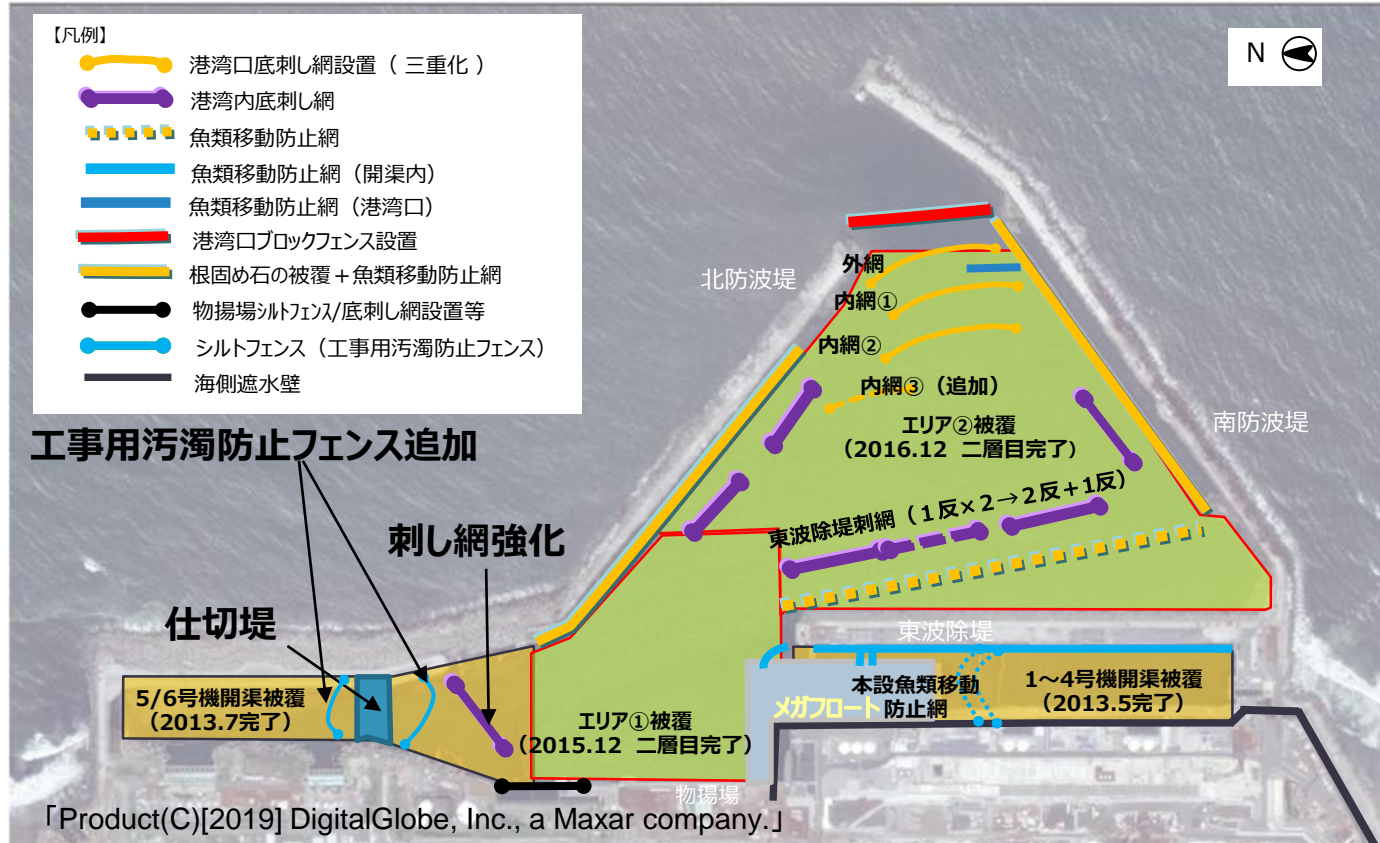 【凡例】
港湾口底刺し網設置（ 三重化 ）
港湾内底刺し網
魚類移動防止網
魚類移動防止網（開渠内）
魚類移動防止網（港湾口）
港湾口ブロックフェンス設置
根固め石の被覆＋魚類移動防止網
物揚場シルトフェンス/底刺し網設置等
シルトフェンス（工事用汚濁防止フェンス）
海側遮水壁
N
北防波堤
外網
内網①
内網②
内網③（追加）
エリア②被覆
（2016.12 二層目完了）
南防波堤
東波除堤刺網（１反×２→２反＋１反）
工事用汚濁防止フェンス追加
刺し網強化
仕切堤
東波除堤
5/6号機開渠被覆
（2013.7完了）
エリア①被覆
（2015.12 二層目完了）
メガフロート
本設魚類移動
防止網
1～4号機開渠被覆
（2013.5完了）
物揚場
「Product(C)[2019] DigitalGlobe, Inc., a Maxar company.」